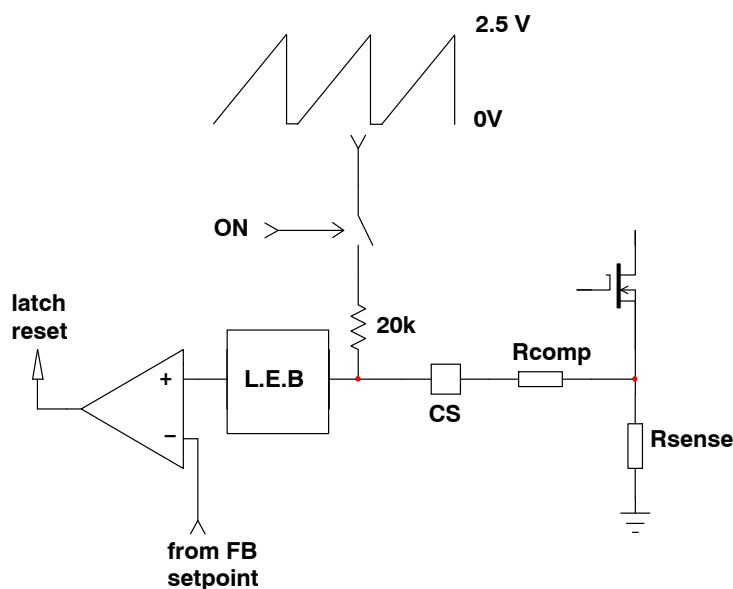 2.5 V
0V
ON
latch
reset
20k
Rcomp
+
L.E.B
CS
−
Rsense
from FB
setpoint